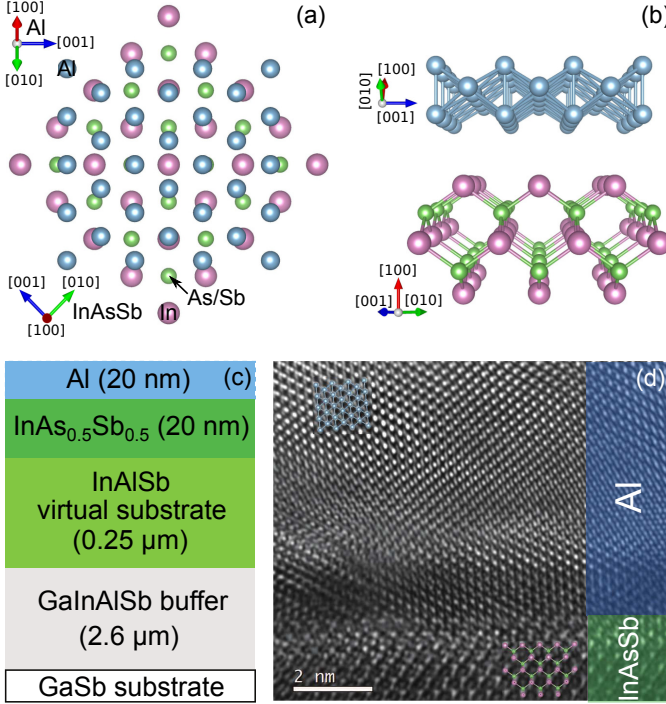 (a)
[100]
Al
[001]
[010]
Al
[001]
[010]
[100]
InAsSb
In
As/Sb
(b)
[010]
[100]
[001]
[100]
[001]
[010]
(c)
Al (20 nm)
InAs0.5Sb0.5 (20 nm)
InAlSb
virtual substrate
(0.25 μm)
GaInAlSb buffer
(2.6 μm)
GaSb substrate
(d)
Al
InAsSb
2 nm